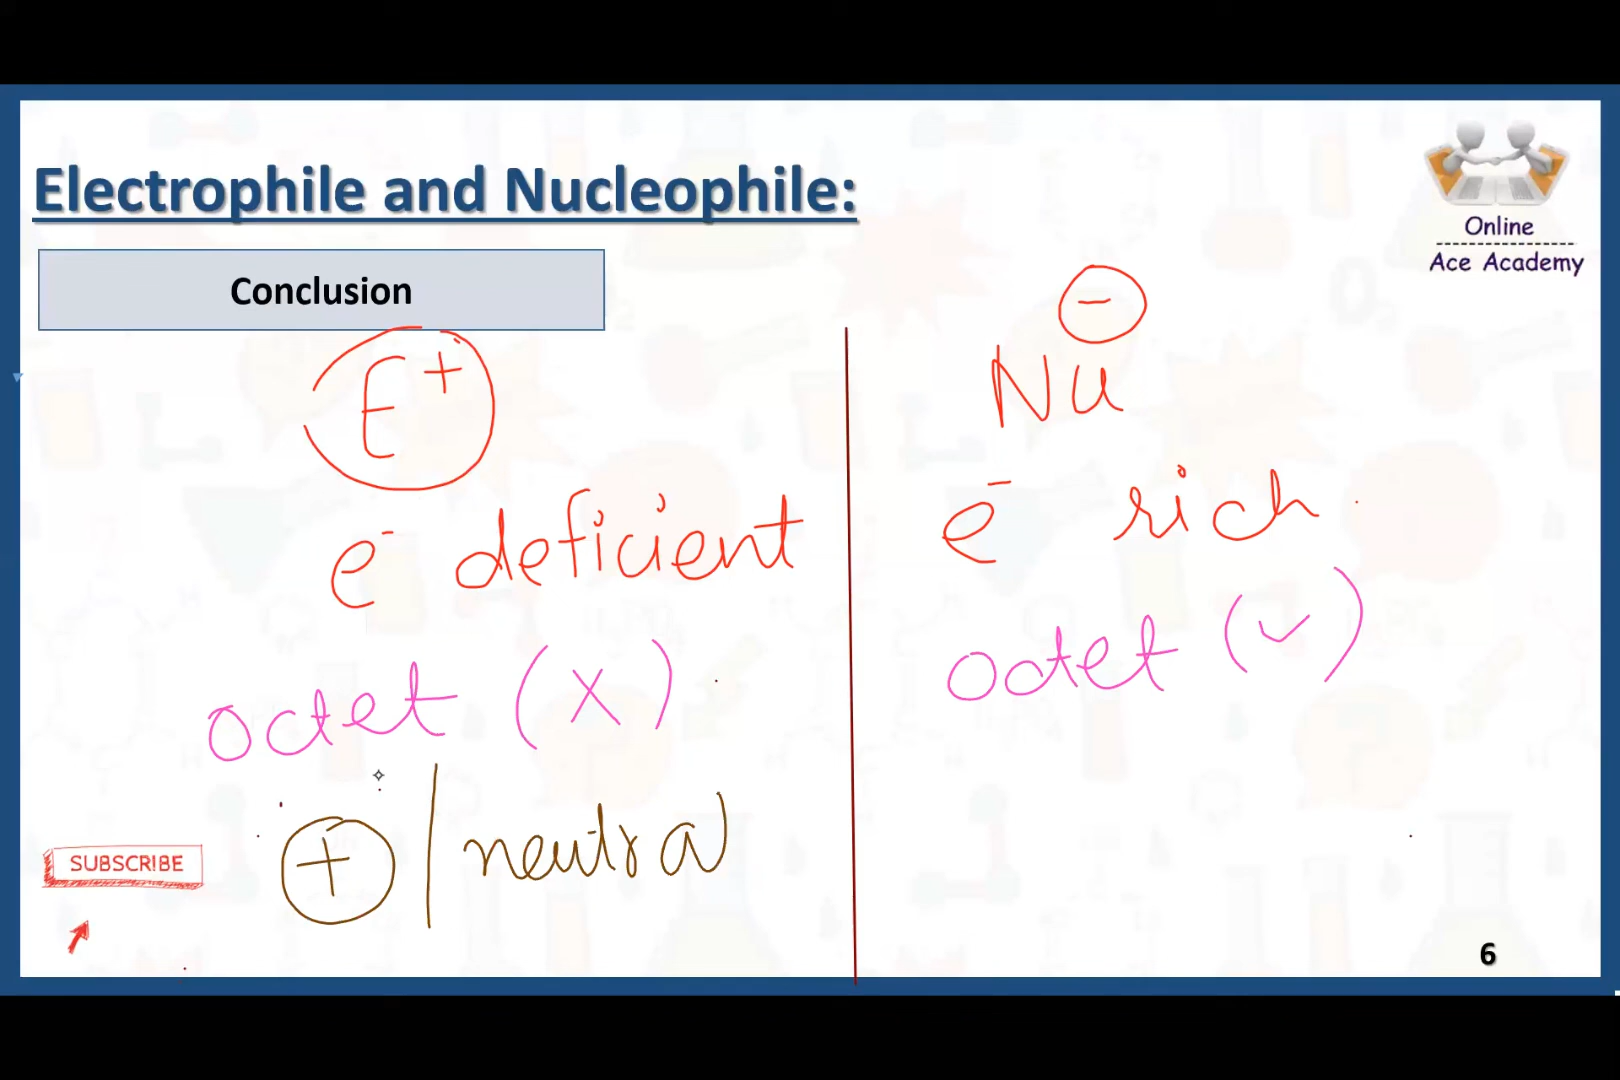 Electrophile and Nucleophile:
Online
Ace Academy
Conclusion
E+
e- deficient
octet (X)
+ | neutral
Nu-
e- rich
octet (✓)
SUBSCRIBE
6